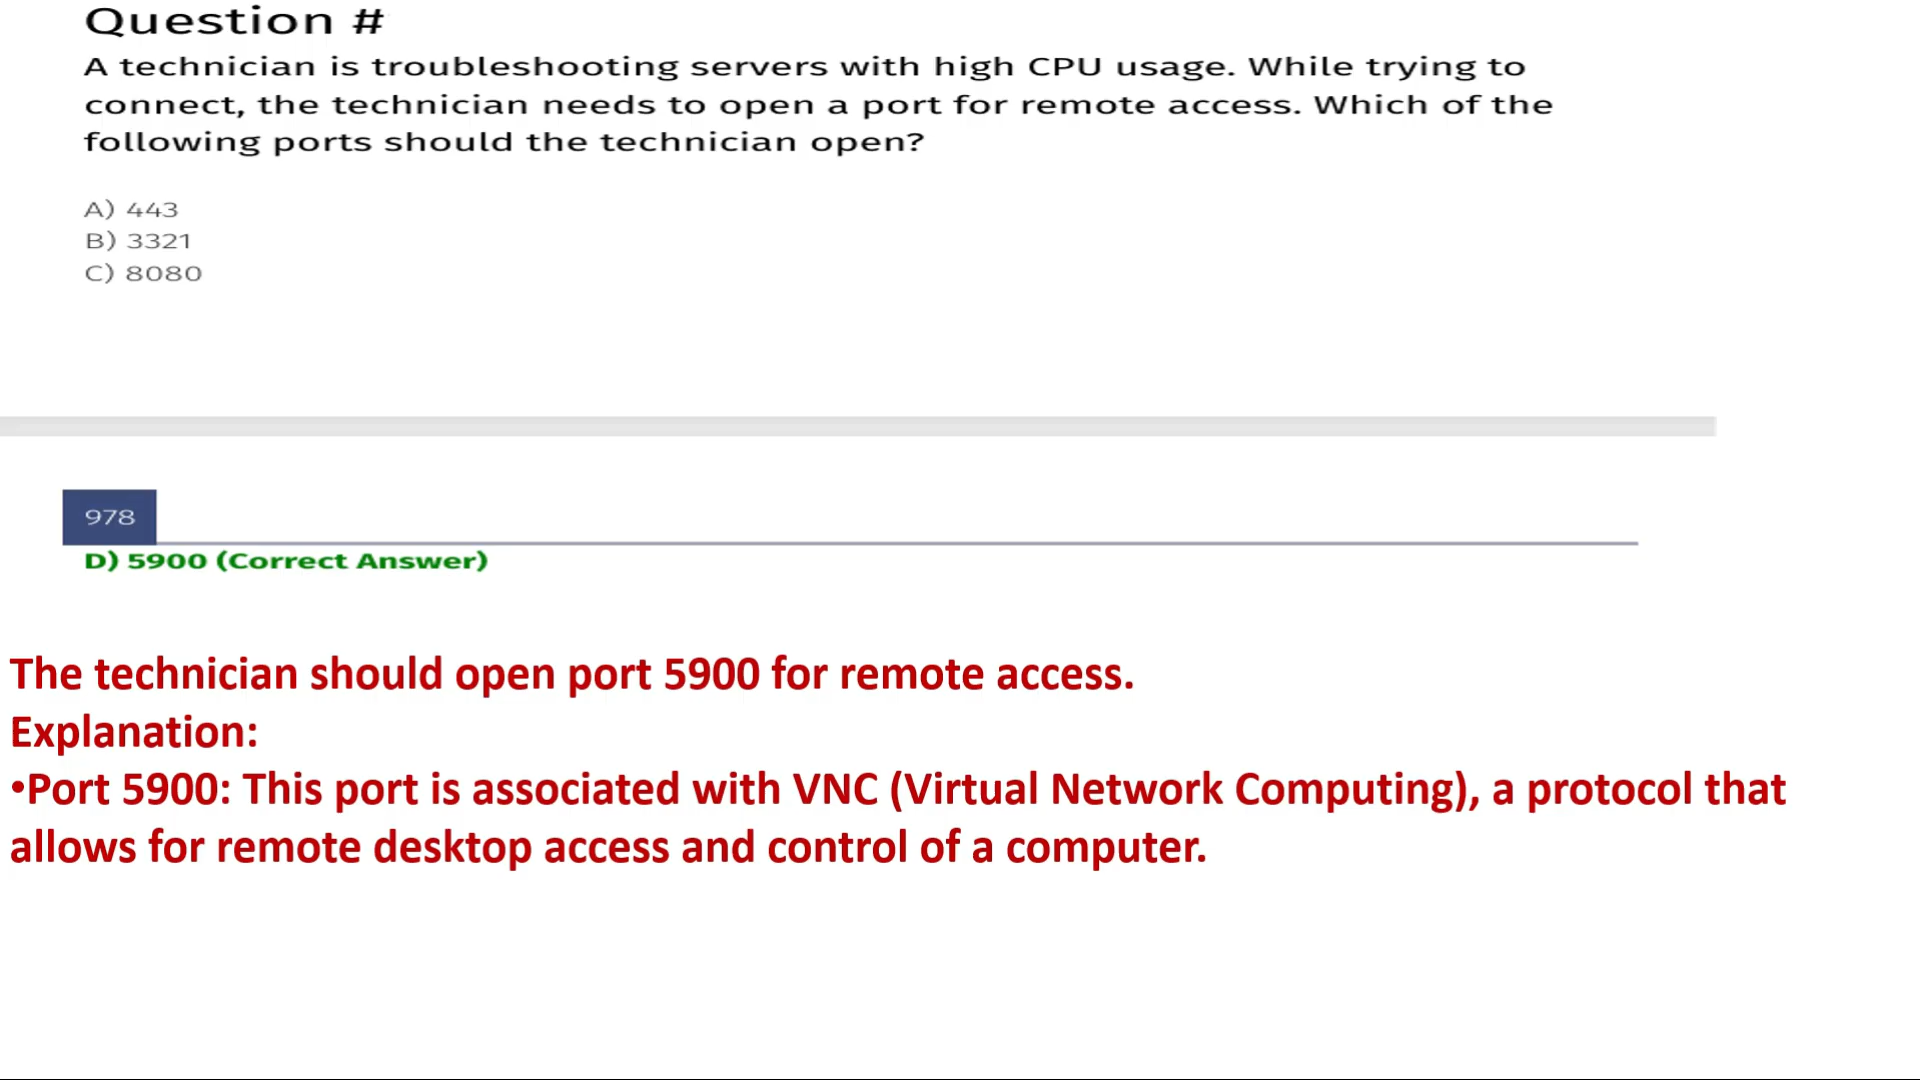 Question #
A technician is troubleshooting servers with high CPU usage. While trying to
connect, the technician needs to open a port for remote access. Which of the
following ports should the technician open?
A) 443
B) 3321
C) 8080
978
D) 5900 (Correct Answer)
The technician should open port 5900 for remote access.
Explanation:
•Port 5900: This port is associated with VNC (Virtual Network Computing), a protocol that
allows for remote desktop access and control of a computer.